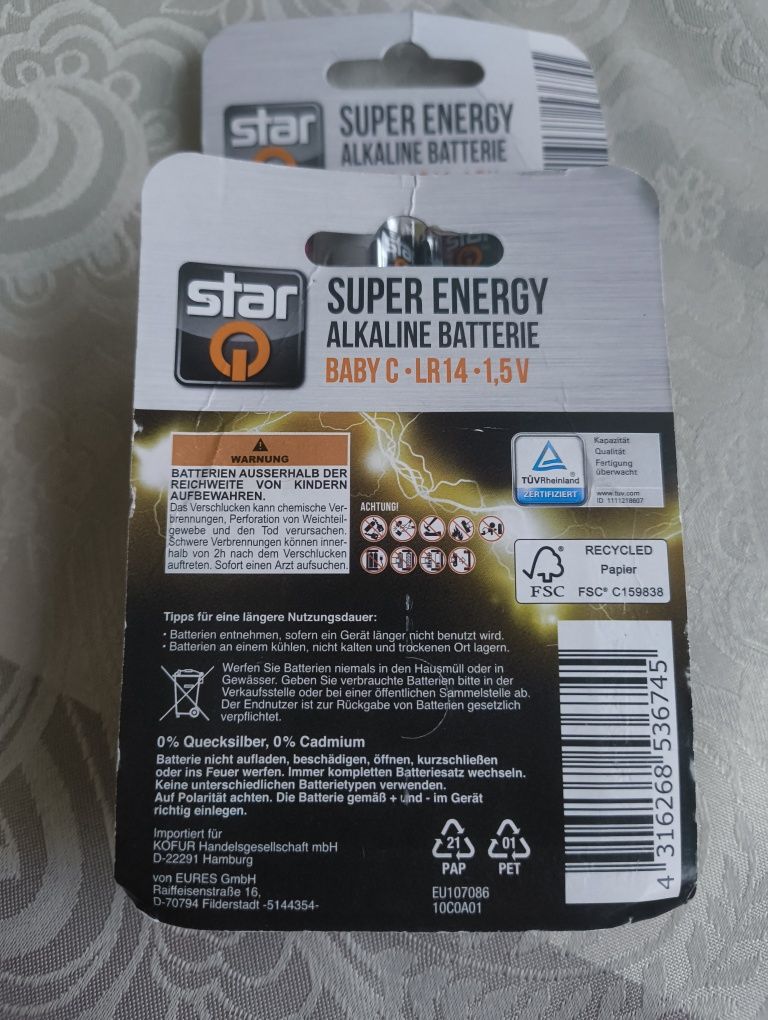 star
SUPER ENERGY
ALKALINE BATTERIE
star
SUPER ENERGY
ALKALINE BATTERIE
BABY C • LR14 • 1,5 V
WARNUNG
BATTERIEN AUSSERHALB DER
REICHWEITE VON KINDERN
AUFBEWAHREN.
Das Verschlucken kann chemische Ver-
brennungen, Perforation von Weichteil-
gewebe und den Tod verursachen.
Schwere Verbrennungen können inner-
halb von 2h nach dem Verschlucken
auftreten. Sofort einen Arzt aufsuchen.
ACHTUNG!
TÜVRheinland®
ZERTIFIZIERT
Kapazität
Qualität
Fertigung
überwacht
www.tuv.com
ID 1111218607
FSC®
RECYCLED
Papier
FSC® C159838
Tipps für eine längere Nutzungsdauer:
• Batterien entnehmen, sofern ein Gerät länger nicht benutzt wird.
• Batterien an einem kühlen, nicht kalten und trockenen Ort lagern.
Werfen Sie Batterien niemals in den Hausmüll oder in
Gewässer. Geben Sie verbrauchte Batterien bitte in der
Verkaufsstelle oder bei einer öffentlichen Sammelstelle ab.
Der Endnutzer ist zur Rückgabe von Batterien gesetzlich
verpflichtet.
0% Quecksilber, 0% Cadmium
Batterie nicht aufladen, beschädigen, öffnen, kurzschließen
oder ins Feuer werfen. Immer kompletten Batteriesatz wechseln.
Keine unterschiedlichen Batterietypen verwenden.
Auf Polarität achten. Die Batterie gemäß + und - im Gerät
richtig einlegen.
Importiert für
KOFUR Handelsgesellschaft mbH
D-22291 Hamburg
von EURES GmbH
Raiffeisenstraße 16,
D-70794 Filderstadt -5144354-
21
PAP
01
PET
EU107086
10C0A01
4 316268 536745